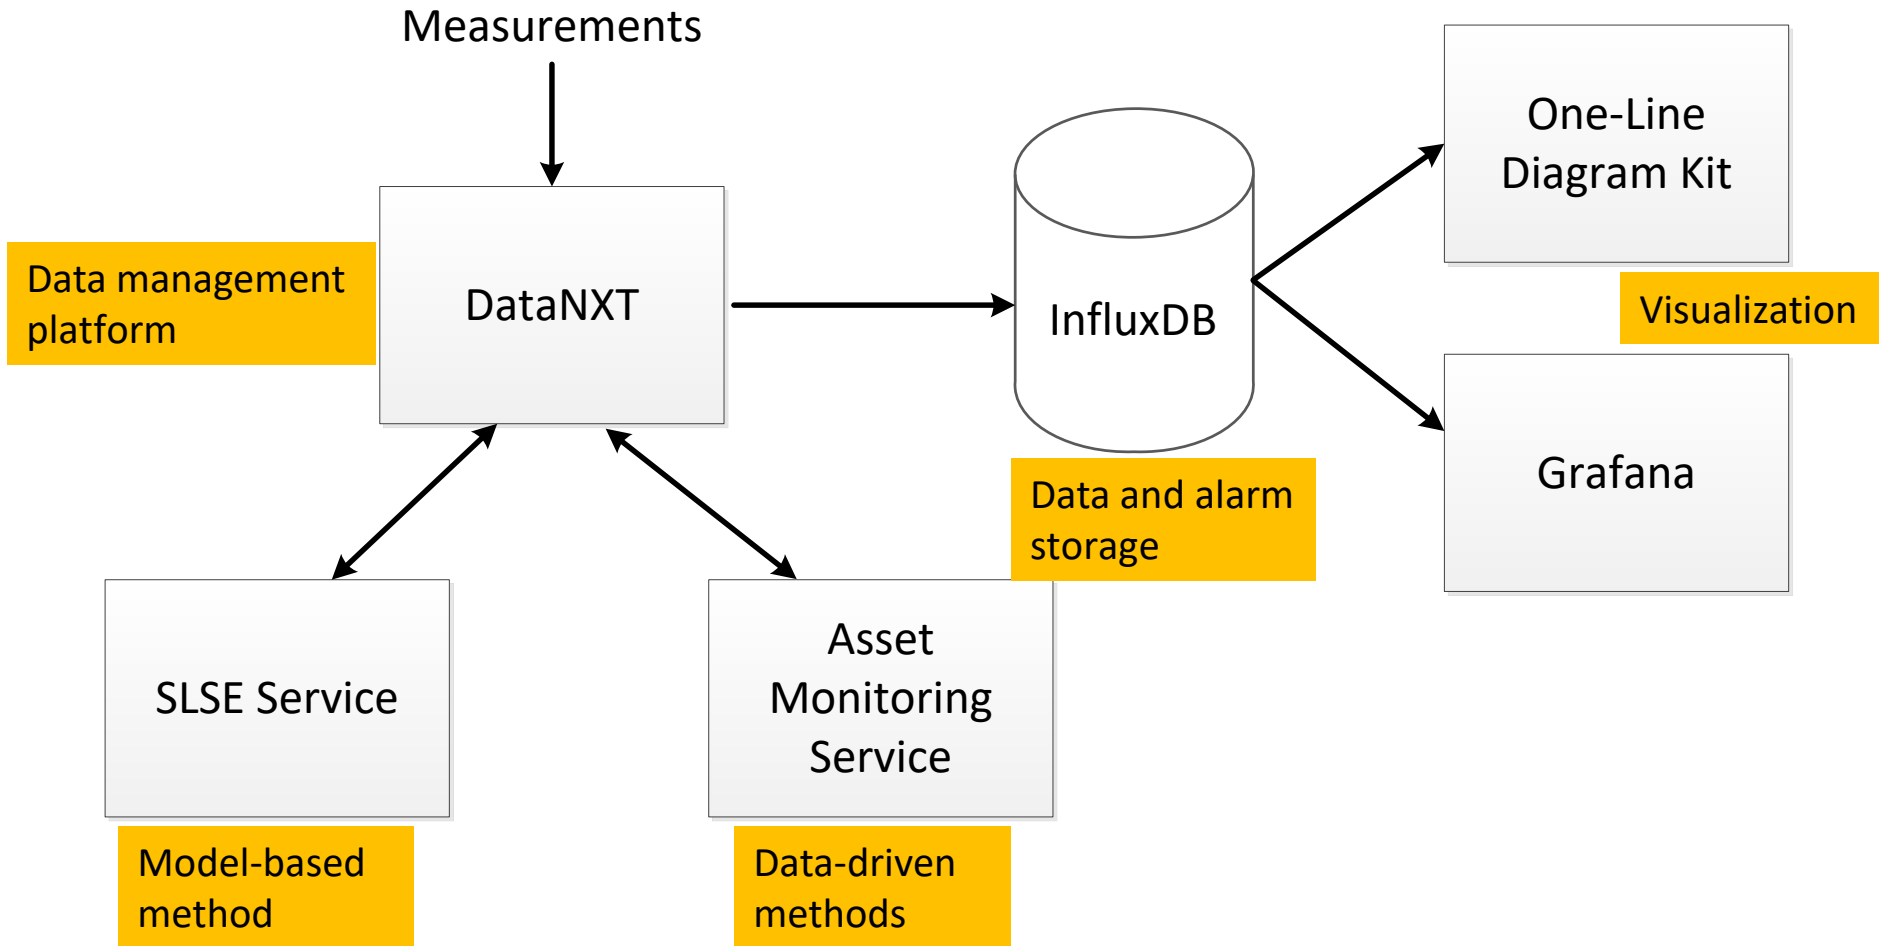 Measurements
Data management
platform
DataNXT
InfluxDB
Data and alarm
storage
One-Line
Diagram Kit
Visualization
Grafana
SLSE Service
Model-based
method
Asset
Monitoring
Service
Data-driven
methods